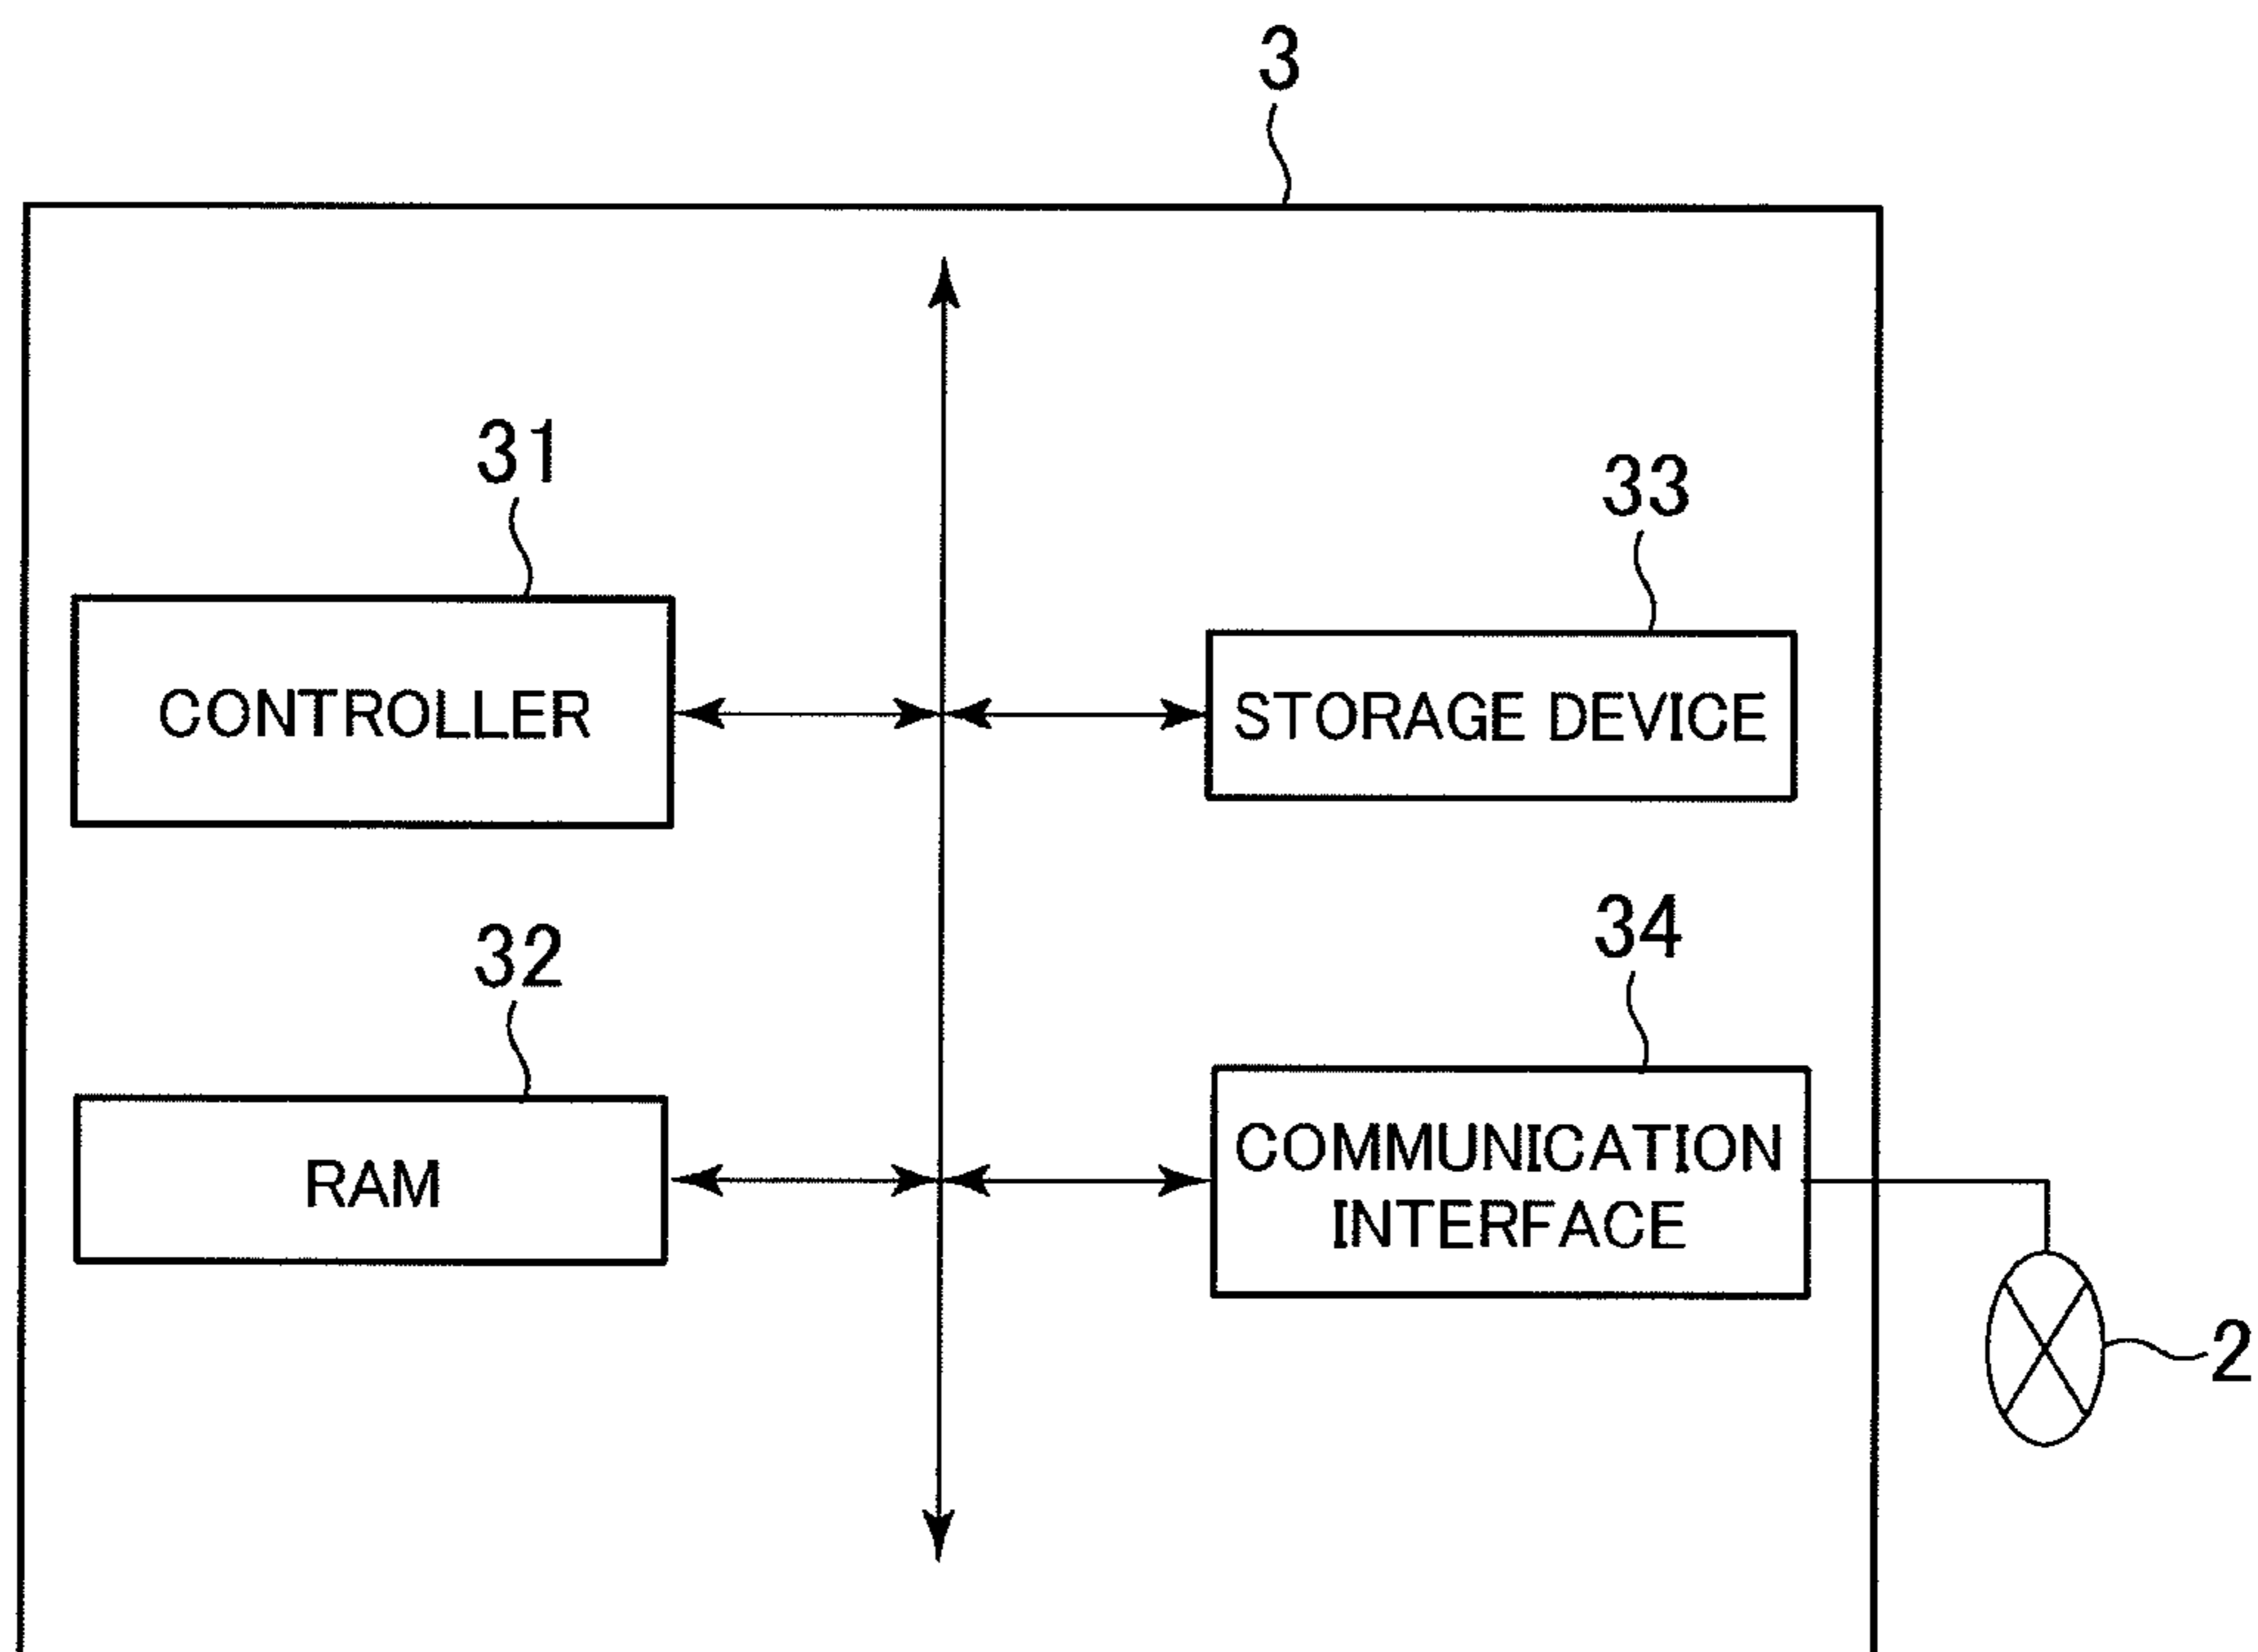 3
31
CONTROLLER
33
STORAGE DEVICE
32
RAM
34
COMMUNICATION
INTERFACE
2